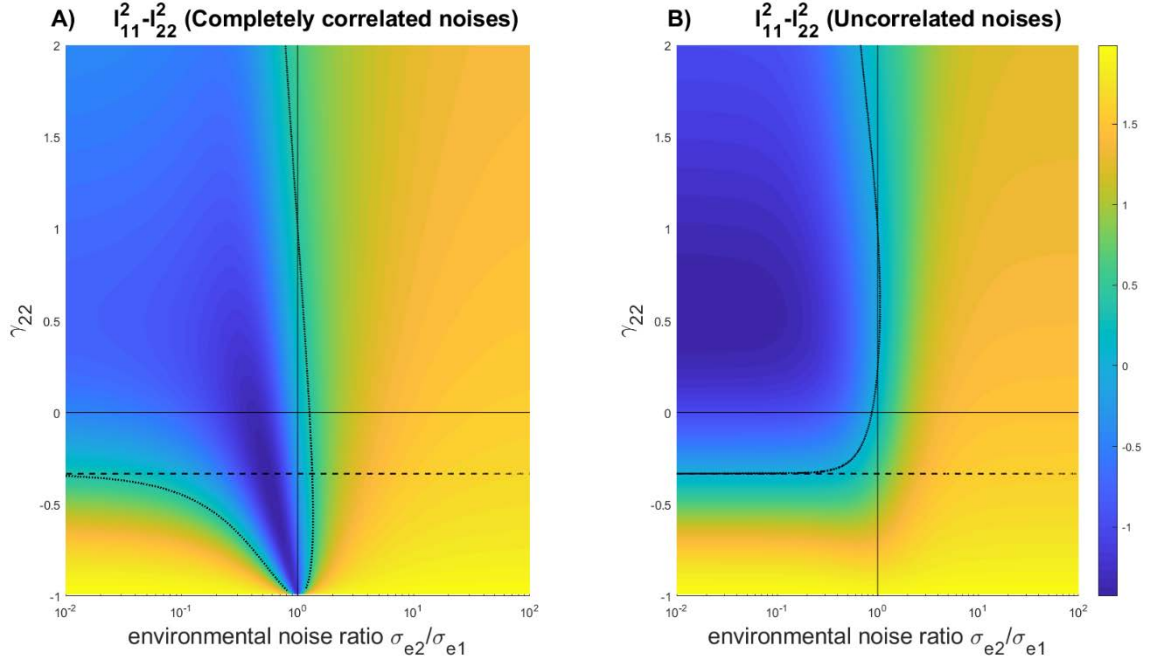 A) I²₁₁-I²₂₂ (Completely correlated noises)
2
1.5
1
0.5
0
-0.5
-1
γ₂₂
10⁻² 10⁻¹ 10⁰ 10¹ 10²
environmental noise ratio σₑ₂/σₑ₁
B) I²₁₁-I²₂₂ (Uncorrelated noises)
2
1.5
1
0.5
0
-0.5
-1
γ₂₂
10⁻² 10⁻¹ 10⁰ 10¹ 10²
environmental noise ratio σₑ₂/σₑ₁
1.5
1
0.5
0
-0.5
-1